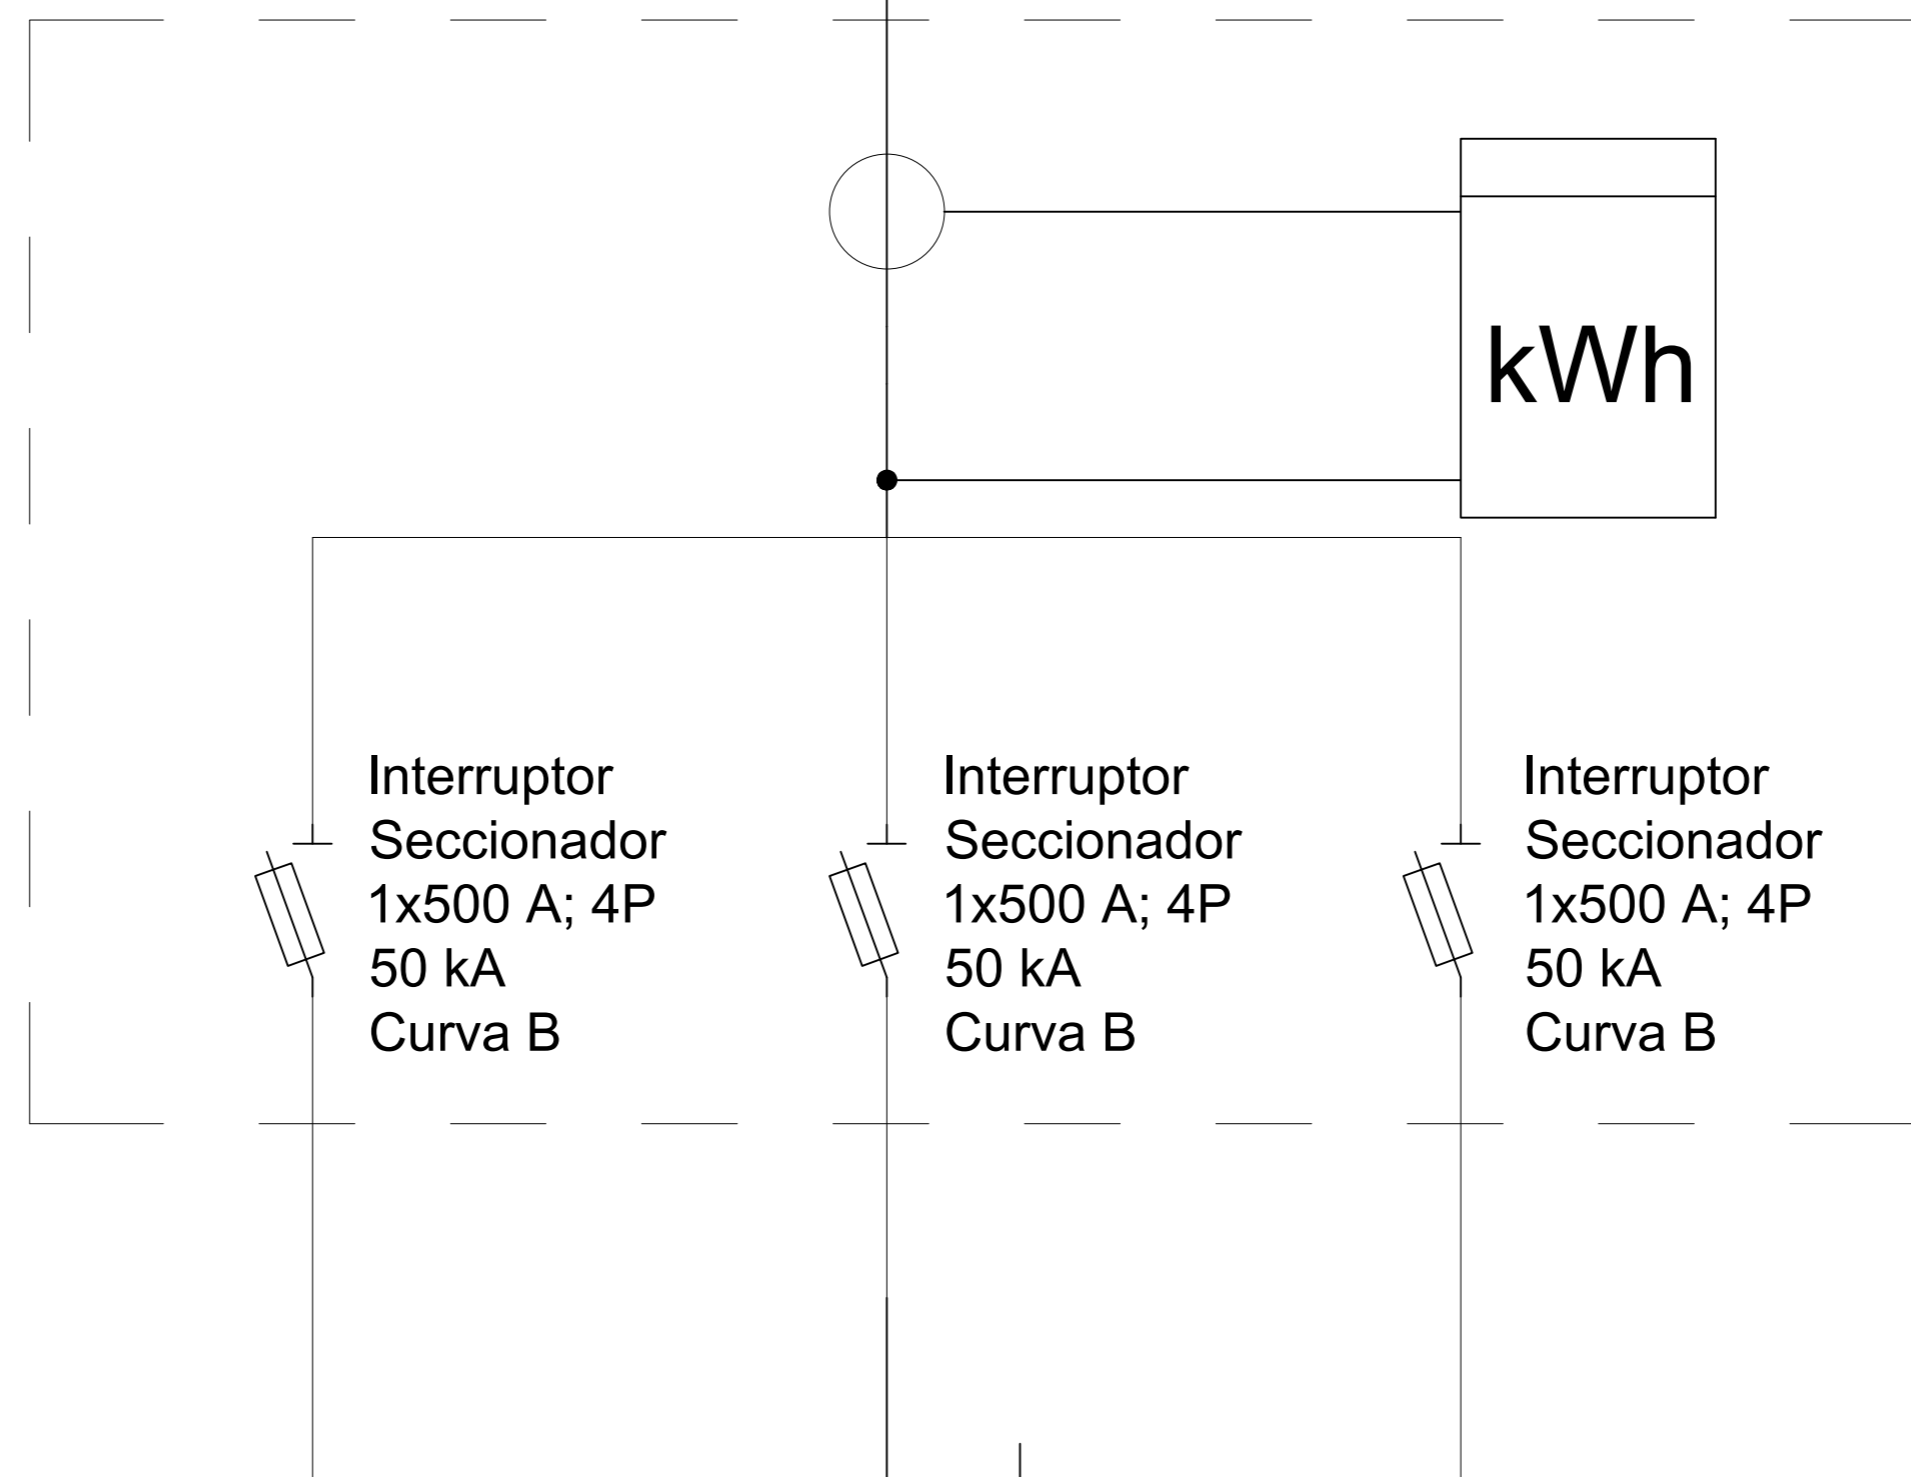 kWh
Interruptor
Seccionador
1x500 A; 4P
50 kA
Curva B
Interruptor
Seccionador
1x500 A; 4P
50 kA
Curva B
Interruptor
Seccionador
1x500 A; 4P
50 kA
Curva B